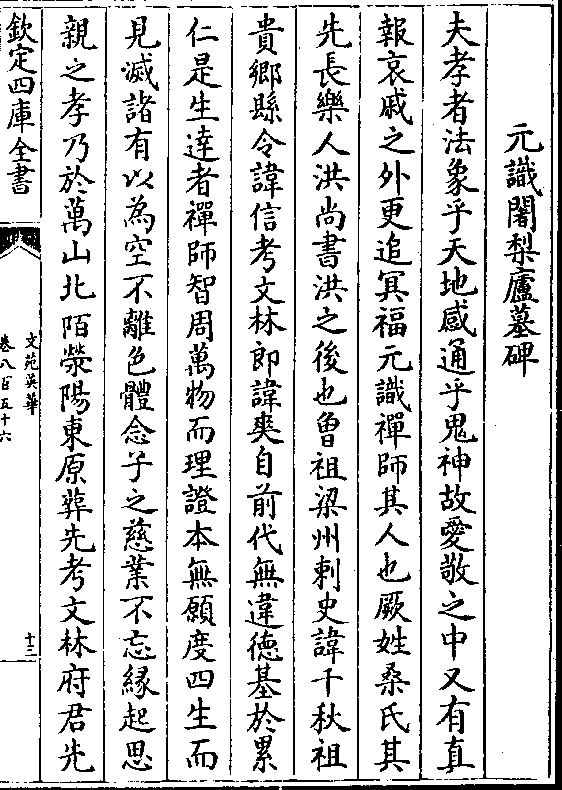 元識闍梨廬墓碑
夫孝者法象乎天地感通乎鬼神故愛敬之中又有真
報哀戚之外更追冥福元識禪師其人也厥姓桑氏其
先長樂人洪尚書洪之後也曾祖梁州刺史諱千秋祖
貴鄉縣令諱信考文林郎諱爽自前代無違德基於累
仁是生達者禪師智周萬物而理證本無願度四生而
見滅諸有以為空不離色體念子之慈業不忘緣起思
親之孝乃於萬山北陌滎陽東原葬先考文林府君先
欽定四庫全書
文苑英華
卷八百五十六
十三